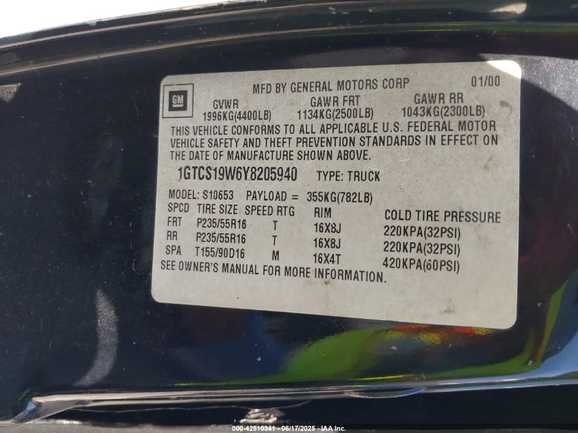 MFD BY GENERAL MOTORS CORP 01/00
GM
GVWR GAWR FRT GAWR RR
1996KG(4400LB) 1134KG(2500LB) 1043KG(2300LB)
THIS VEHICLE CONFORMS TO ALL APPLICABLE U.S. FEDERAL MOTOR
VEHICLE SAFETY AND THEFT PREVENTION STANDARDS IN EFFECT ON
THE DATE OF MANUFACTURE SHOWN ABOVE.
1GTCS19W6Y8205940 TYPE: TRUCK
MODEL: S10653 PAYLOAD = 355KG(782LB)
SPCD TIRE SIZE SPEED RTG RIM COLD TIRE PRESSURE
FRT P235/55R16 T 16X8J 220KPA(32PSI)
RR P235/55R16 T 16X8J 220KPA(32PSI)
SPA T155/90D16 M 16X4T 420KPA(60PSI)
SEE OWNER'S MANUAL FOR MORE INFORMATION.
000-42510341 - 06/17/2025 - IAA Inc.